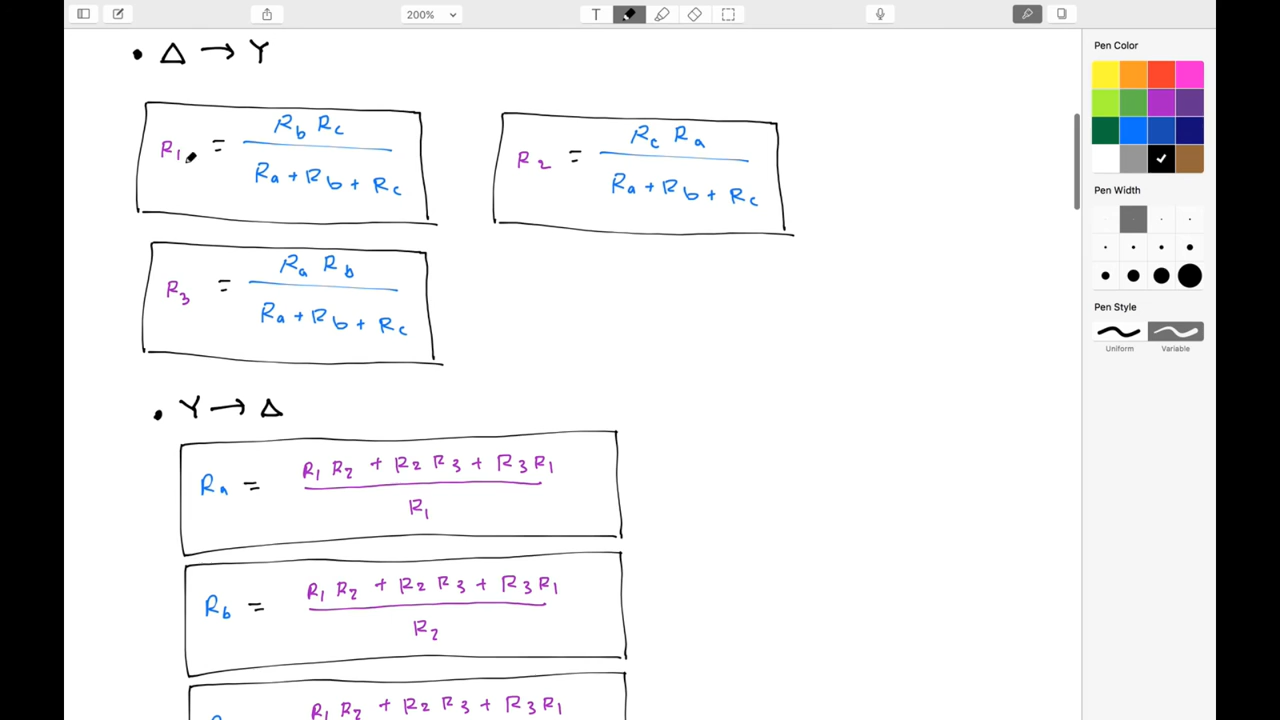 200%
T
Pen Color
• Δ → Y
R1 = Rb Rc / Ra + Rb + Rc
R2 = Rc Ra / Ra + Rb + Rc
R3 = Ra Rb / Ra + Rb + Rc
• Y → Δ
Ra = R1 R2 + R2 R3 + R3 R1 / R1
Rb = R1 R2 + R2 R3 + R3 R1 / R2
R1 R2 + R2 R3 + R3 R1
Pen Width
Pen Style
Uniform Variable